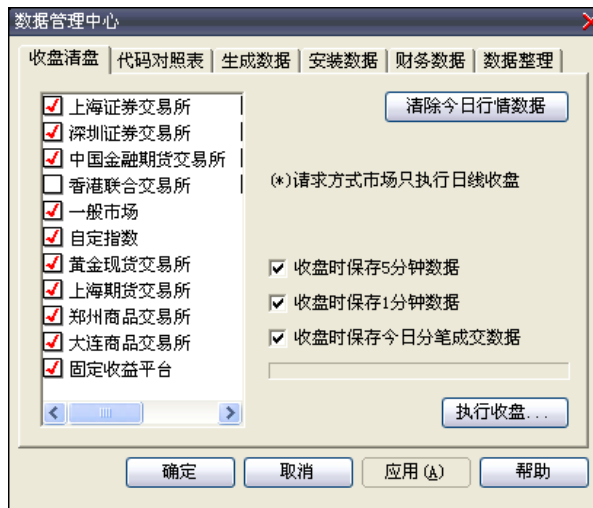 数据管理中心
收盘清盘 代码对照表 生成数据 安装数据 财务数据 数据整理
上海证券交易所
深圳证券交易所
中国金融期货交易所
香港联合交易所
一般市场
自定指数
黄金现货交易所
上海期货交易所
郑州商品交易所
大连商品交易所
固定收益平台
清除今日行情数据
(*)请求方式市场只执行日线收盘
收盘时保存5分钟数据
收盘时保存1分钟数据
收盘时保存今日分笔成交数据
执行收盘...
确定 取消 应用(A) 帮助